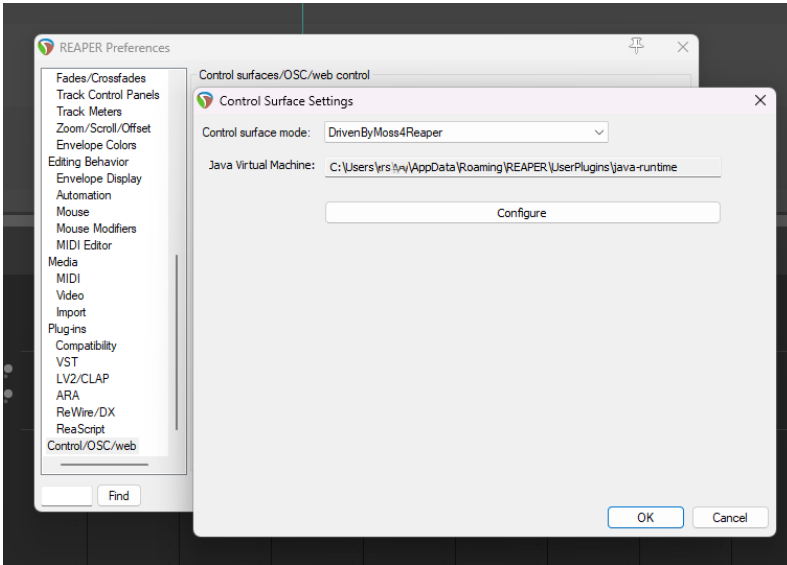 REAPER Preferences
Fades/Crossfades
Track Control Panels
Track Meters
Zoom/Scroll/Offset
Envelope Colors
Editing Behavior
Envelope Display
Automation
Mouse
Mouse Modifiers
MIDI Editor
Media
MIDI
Video
Import
Plug-ins
Compatibility
VST
LV2/CLAP
ARA
ReWire/DX
ReaScript
Control/OSC/web
Find
Control surfaces/OSC/web control
Control Surface Settings
Control surface mode: DrivenByMoss4Reaper
Java Virtual Machine: C:\Users\ \AppData\Roaming\REAPER\UserPlugins\java-runtime
Configure
OK Cancel